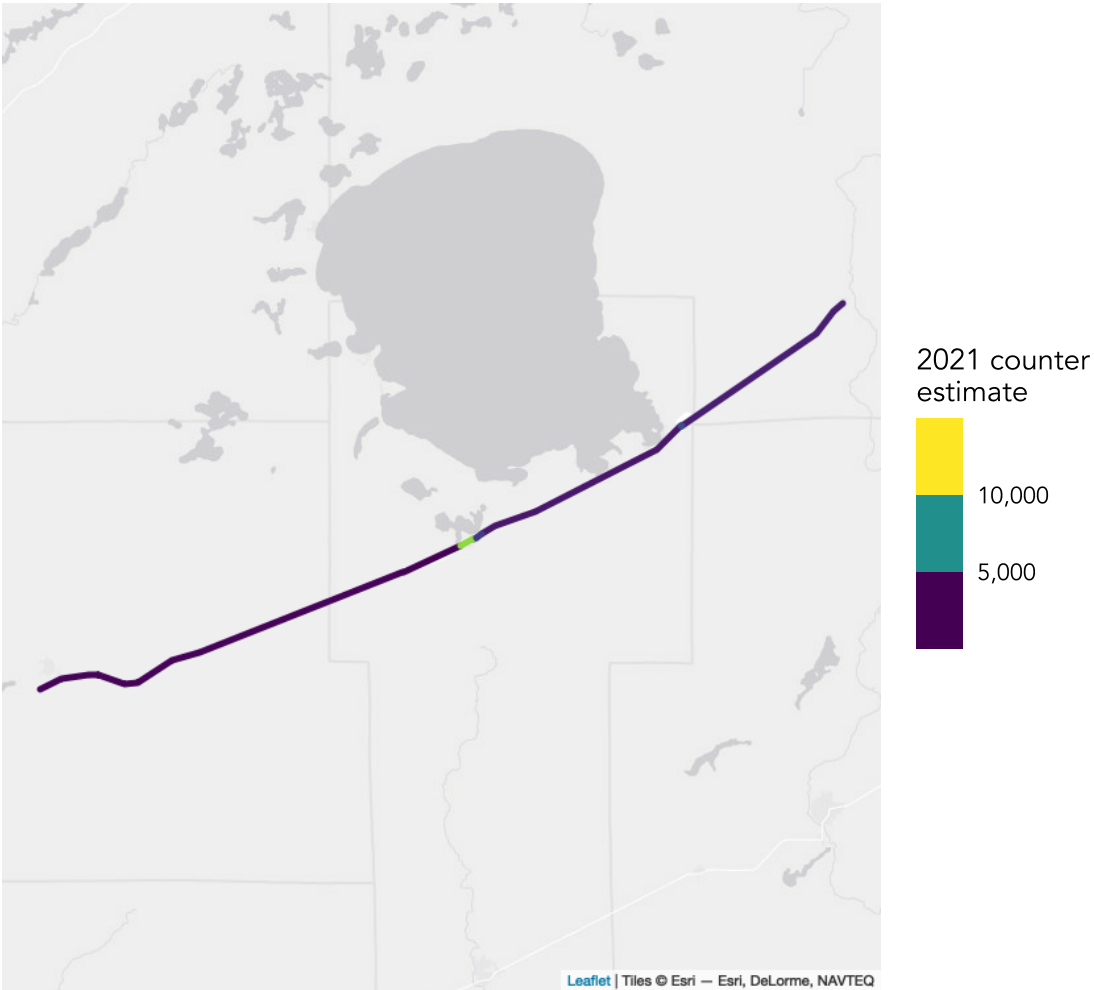 2021 counter
estimate
10,000
5,000
Leaflet | Tiles © Esri — Esri, DeLorme, NAVTEQ